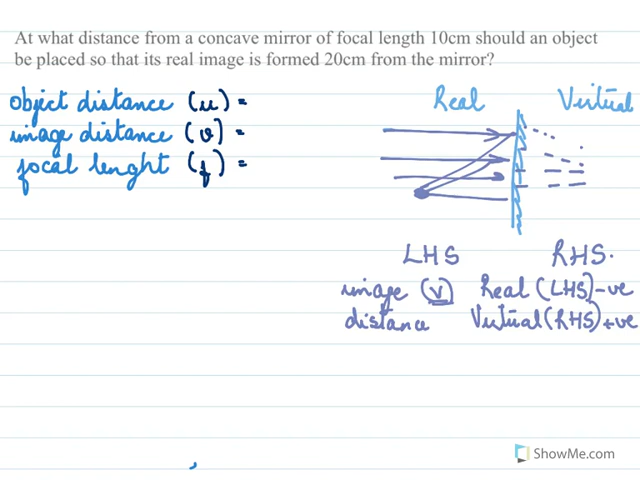 At what distance from a concave mirror of focal length 10cm should an object
be placed so that its real image is formed 20cm from the mirror?
object distance (u) =
image distance (v) =
focal lenght (f) =
Real Virtual
LHS RHS.
image (v) Real (LHS) -ve
distance Virtual (RHS) +ve
ShowMe.com